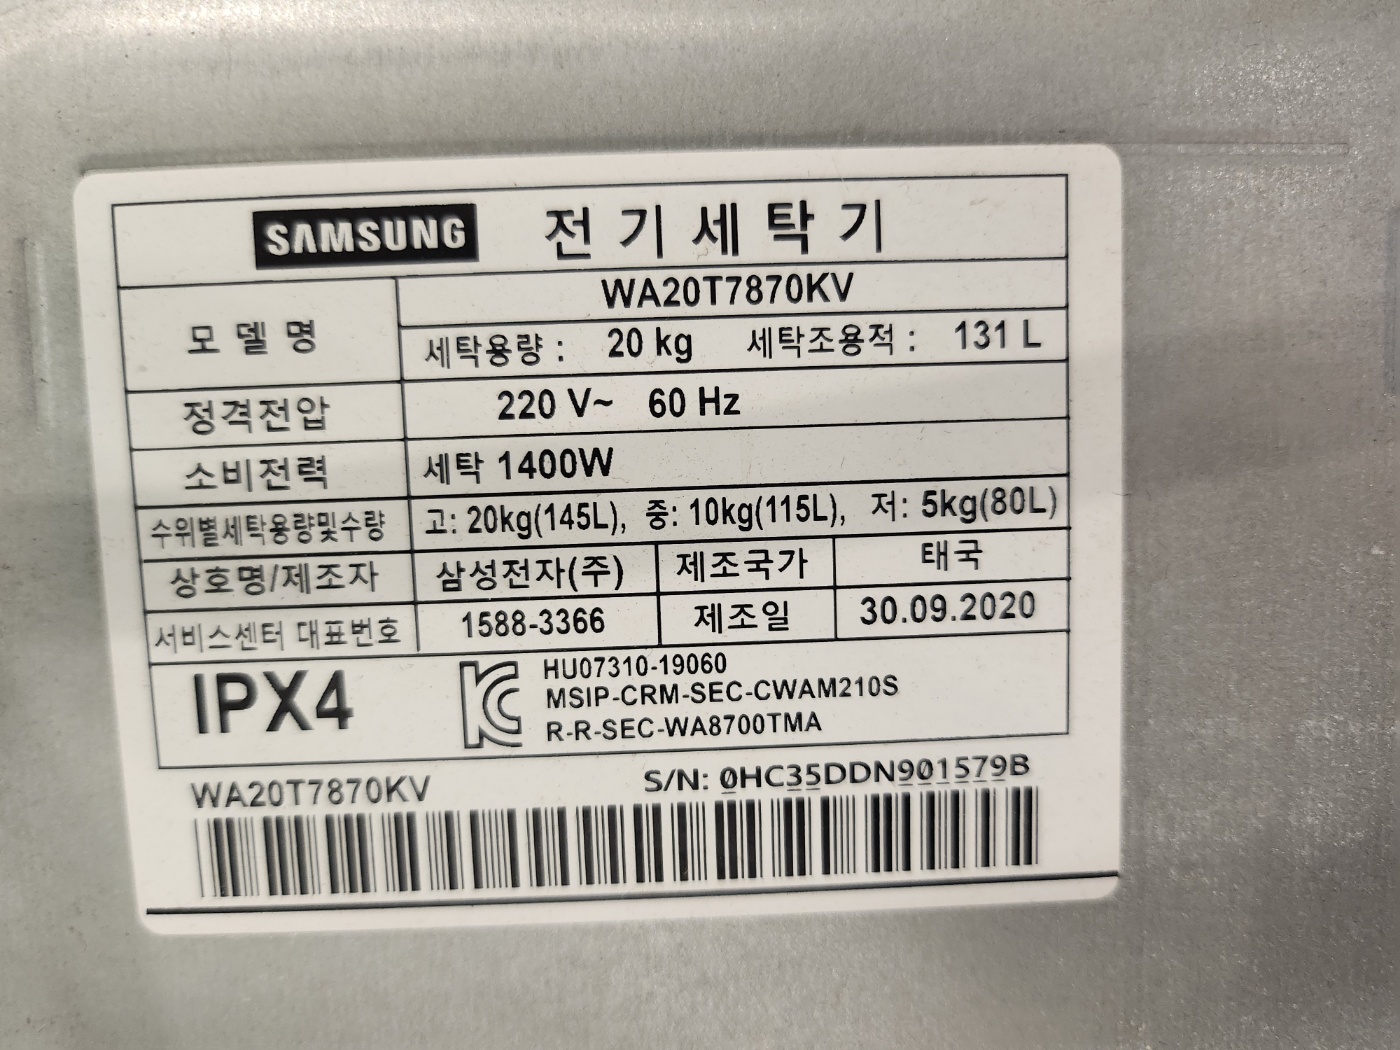 SAMSUNG 전기세탁기
모델명
WA20T7870KV
세탁용량 : 20 kg 세탁조용적 : 131 L
정격전압 220 V~ 60 Hz
소비전력 세탁 1400W
수위별세탁용량및수량 고: 20kg(145L), 중: 10kg(115L), 저: 5kg(80L)
상호명/제조자 삼성전자(주) 제조국가 태국
서비스센터 대표번호 1588-3366 제조일 30.09.2020
IPX4
HU07310-19060
MSIP-CRM-SEC-CWAM210S
R-R-SEC-WA8700TMA
WA20T7870KV S/N: 0HC35DDN901579B